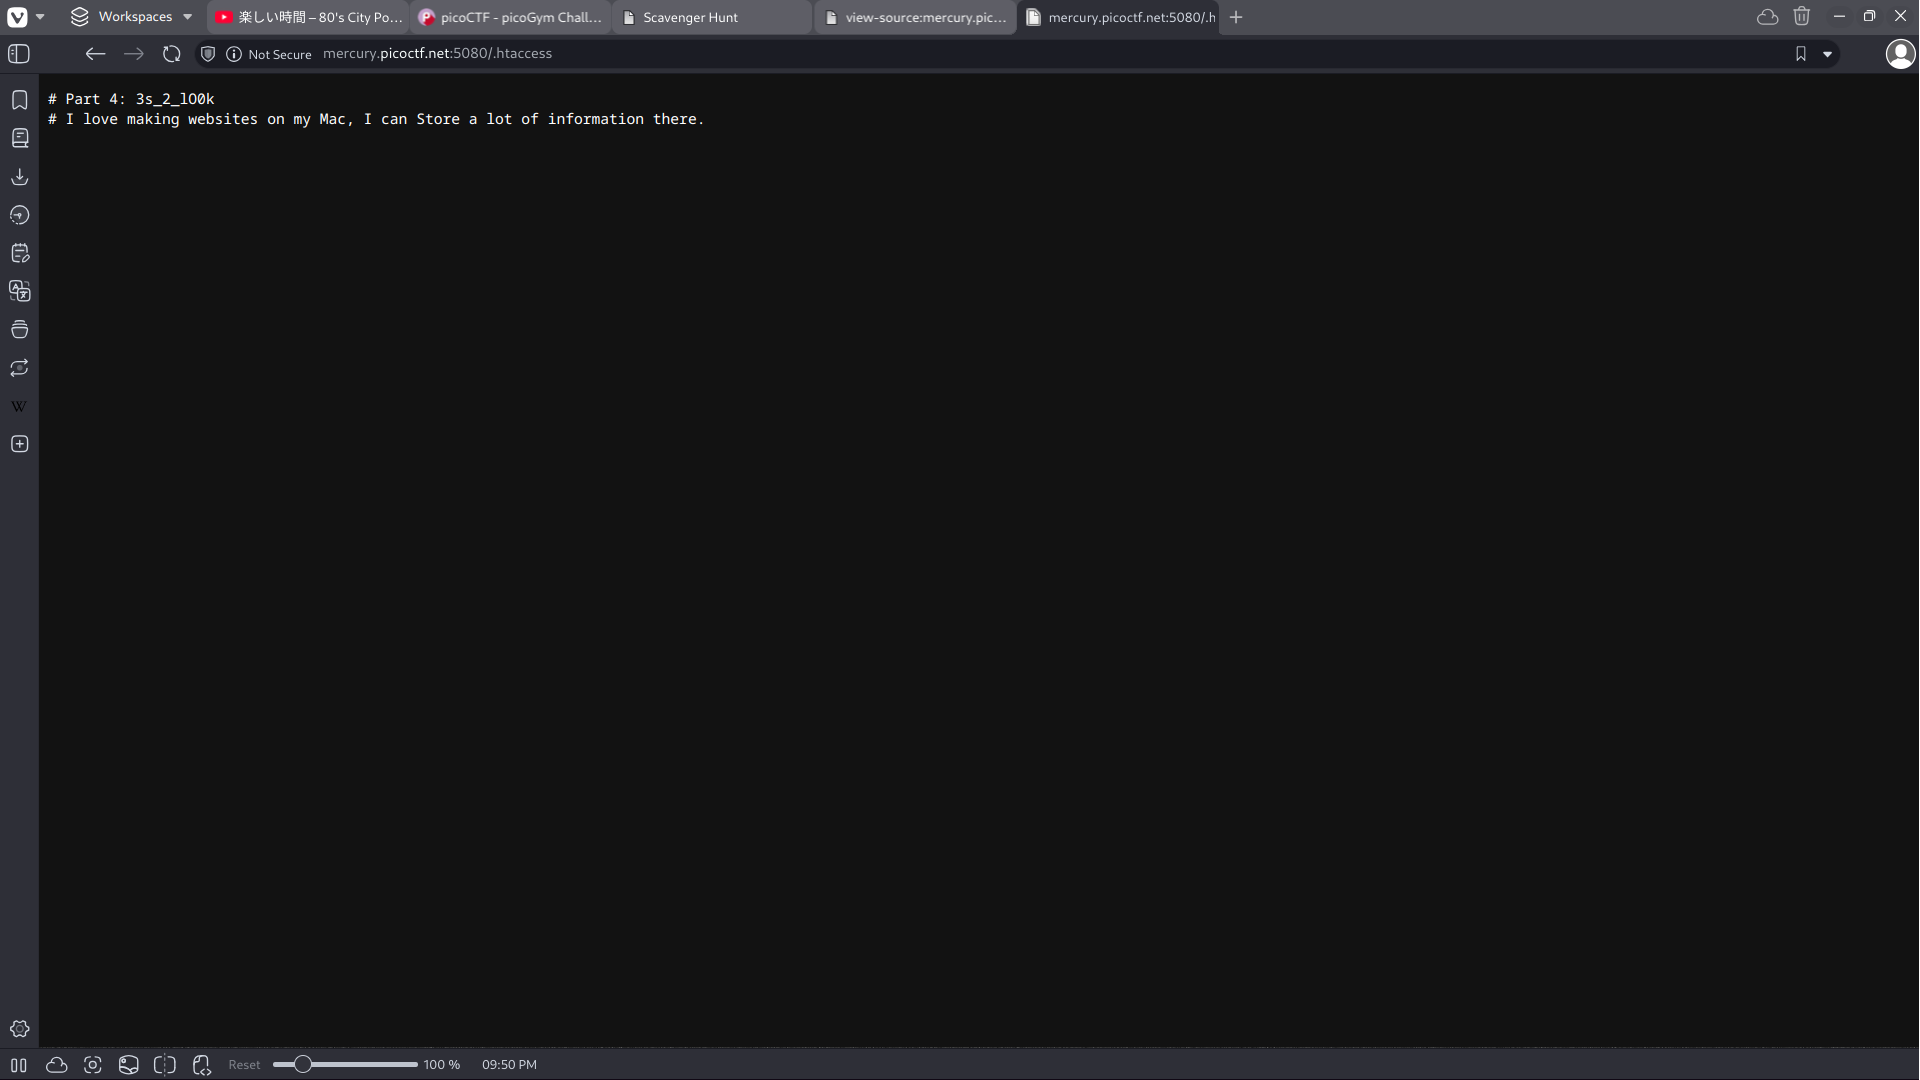 Workspaces 楽しい時間 – 80's City Po... picoCTF - picoGym Chall... Scavenger Hunt view-source:mercury.pic... mercury.picoctf.net:5080/.h
Not Secure mercury.picoctf.net:5080/.htaccess
# Part 4: 3s_2_lO0k
# I love making websites on my Mac, I can Store a lot of information there.
W
Reset 100 % 09:50 PM